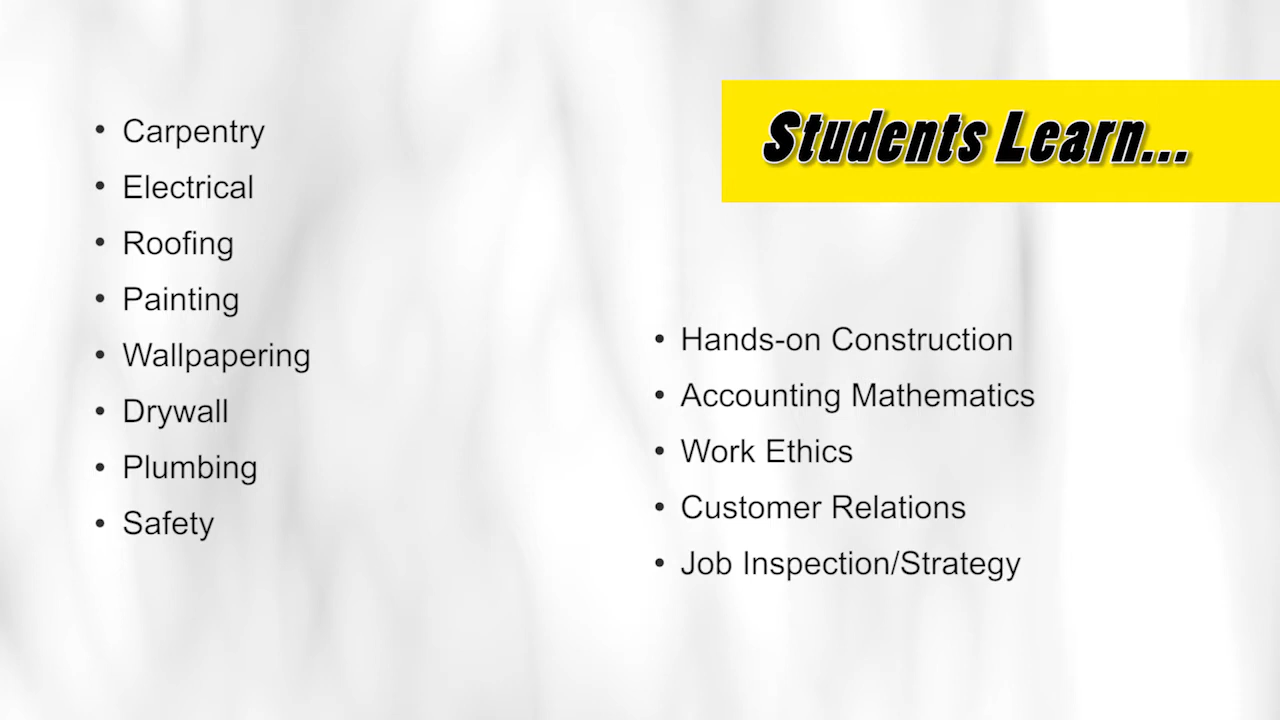 Students Learn...
• Carpentry
• Electrical
• Roofing
• Painting
• Wallpapering
• Drywall
• Plumbing
• Safety
• Hands-on Construction
• Accounting Mathematics
• Work Ethics
• Customer Relations
• Job Inspection/Strategy